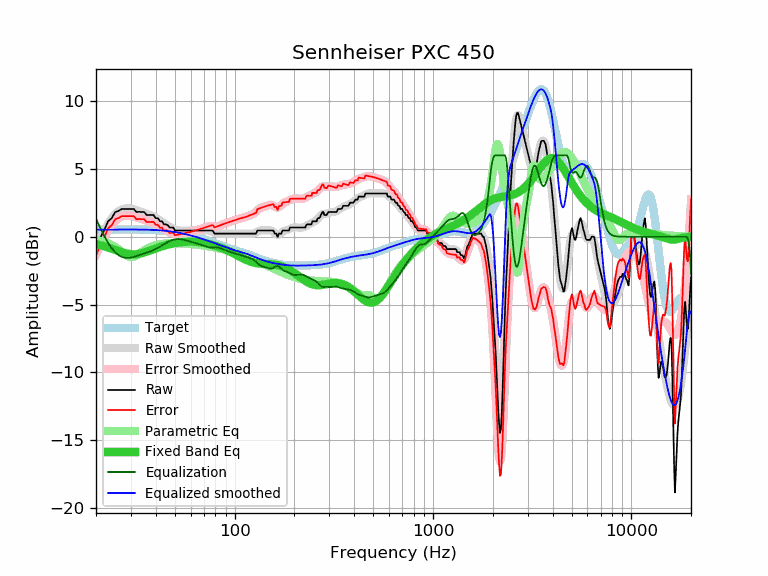 Sennheiser PXC 450
10
5
0
−5
−10
−15
−20
Amplitude (dBr)
Target
Raw Smoothed
Error Smoothed
Raw
Error
Parametric Eq
Fixed Band Eq
Equalization
Equalized smoothed
100
1000
10000
Frequency (Hz)